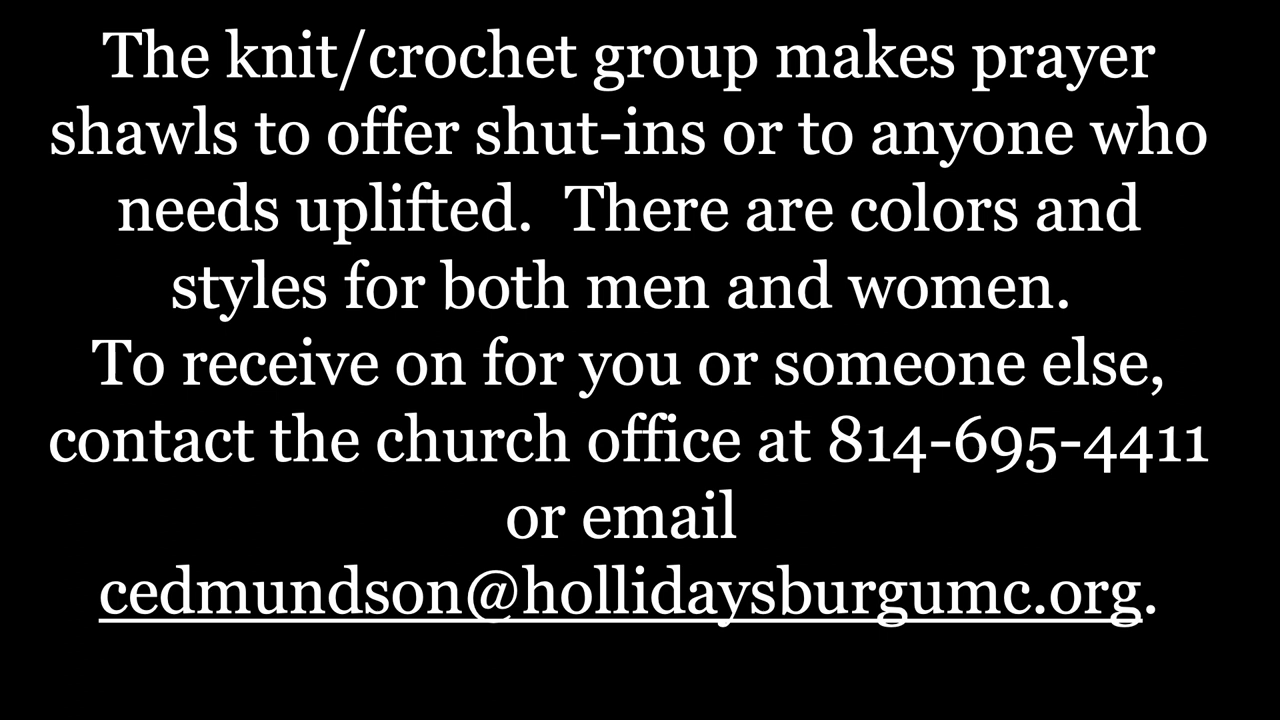 The knit/crochet group makes prayer
shawls to offer shut-ins or to anyone who
needs uplifted.  There are colors and
styles for both men and women.
To receive on for you or someone else,
contact the church office at 814-695-4411
or email
cedmundson@hollidaysburgumc.org.